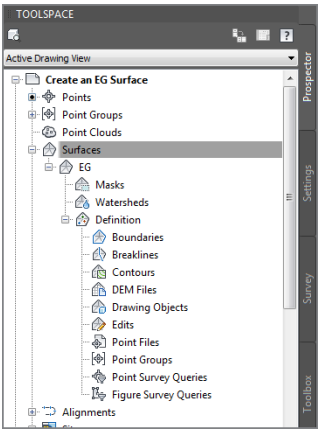 TOOLSPACE
?
Active Drawing View
Create an EG Surface
Points
Point Groups
Point Clouds
Surfaces
EG
Masks
Watersheds
Definition
Boundaries
Breaklines
Contours
DEM Files
Drawing Objects
Edits
Point Files
Point Groups
Point Survey Queries
Figure Survey Queries
Alignments
Prospector
Settings
Survey
Toolbox